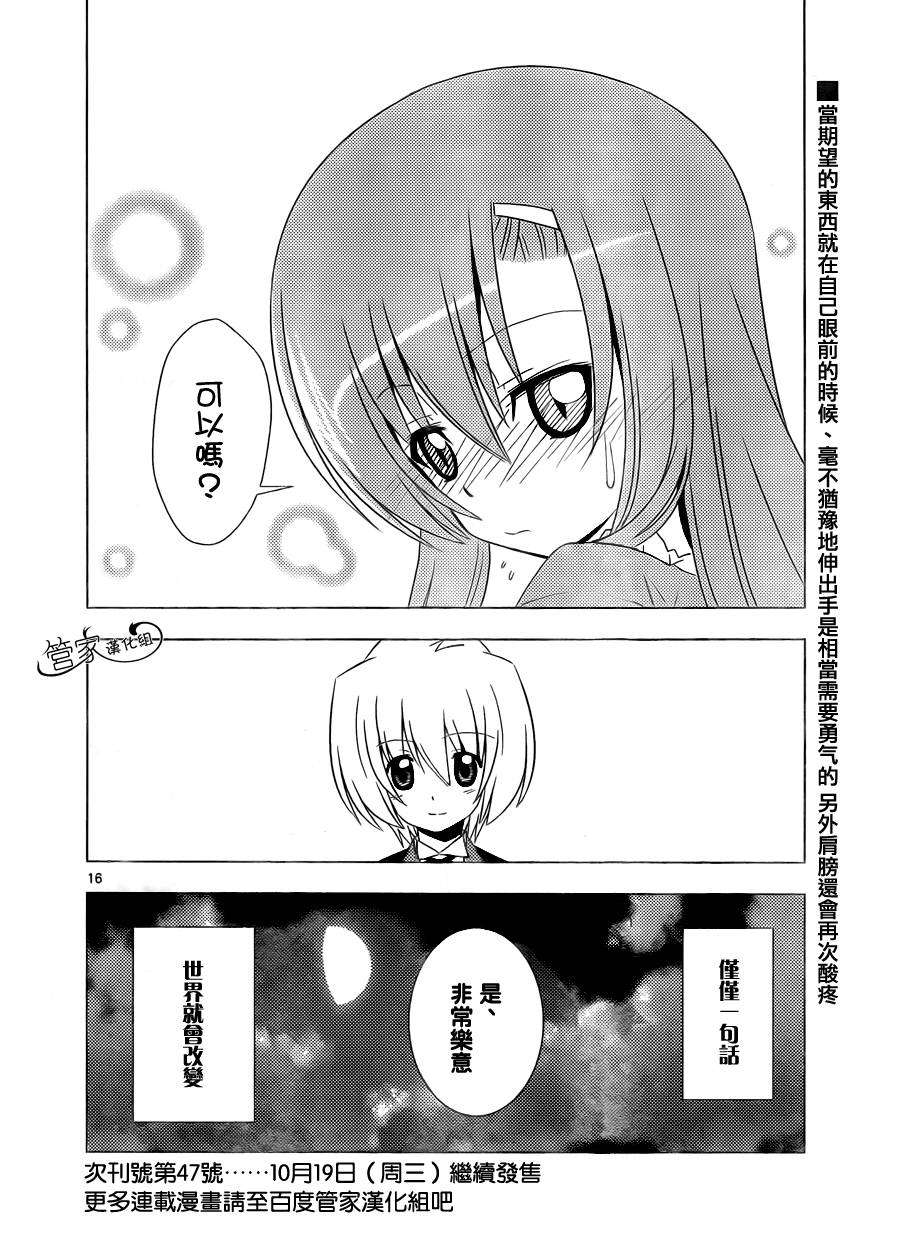 當期望的東西就在自己眼前的時候、毫不猶豫地伸出手是相當需要勇气的 另外肩膀還會再次酸疼
可以嗎?
管家漢化組
16
僅僅一句話
是、
非常樂意
世界就會改變
次刊號第47號……10月19日（周三）繼續發售
更多連載漫畫請至百度管家漢化組吧